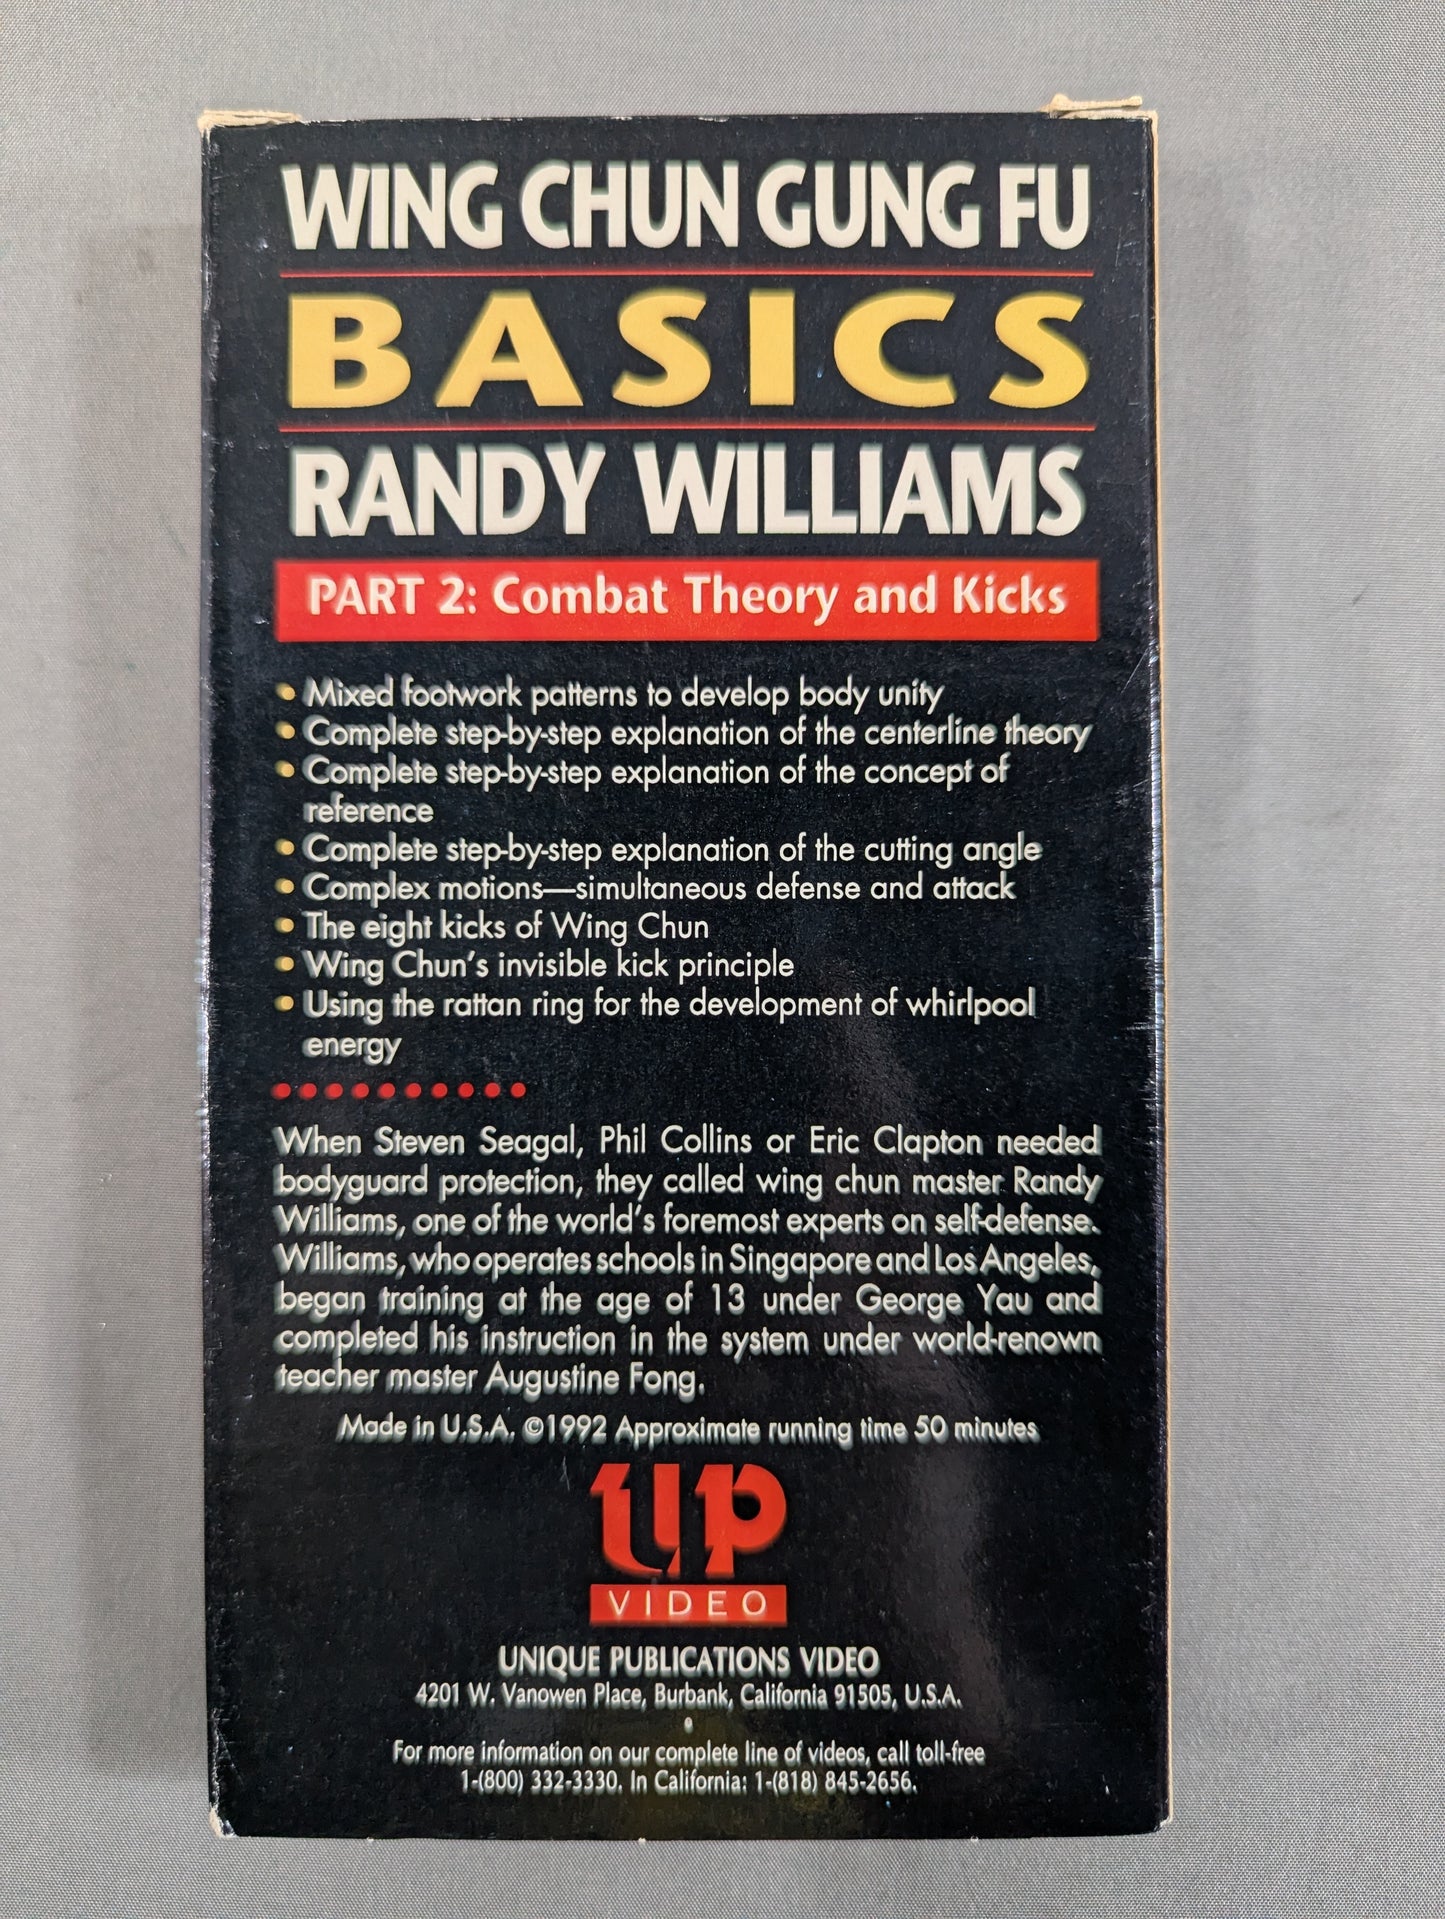 WING CHUN GUNG FU
BASICS
RANDY WILLIAMS
PART 2: Combat Theory and Kicks
• Mixed footwork patterns to develop body unity
• Complete step-by-step explanation of the centerline theory
• Complete step-by-step explanation of the concept of
reference
• Complete step-by-step explanation of the cutting angle
• Complex motions—simultaneous defense and attack
• The eight kicks of Wing Chun
• Wing Chun's invisible kick principle
• Using the rattan ring for the development of whirlpool
energy
When Steven Seagal, Phil Collins or Eric Clapton needed
bodyguard protection, they called wing chun master Randy
Williams, one of the world's foremost experts on self-defense.
Williams, who operates schools in Singapore and Los Angeles,
began training at the age of 13 under George Yau and
completed his instruction in the system under world-renown
teacher master Augustine Fong.
Made in U.S.A. ©1992 Approximate running time 50 minutes
UP
VIDEO
UNIQUE PUBLICATIONS VIDEO
4201 W. Vanowen Place, Burbank, California 91505, U.S.A.
•
For more information on our complete line of videos, call toll-free
1-(800) 332-3330. In California: 1-(818) 845-2656.